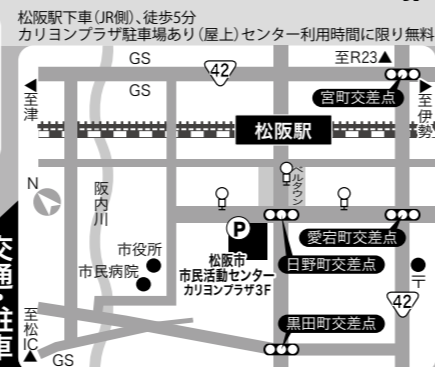 松阪駅下車(JR側)、徒歩5分
カリヨンプラザ駐車場あり(屋上)センター利用時間に限り無料
GS
42
至R23▲
GS
◀至津
宮町交差点
▶至伊勢
松阪駅
N
阪内川
ベルタウン
P
愛宕町交差点
市役所
松阪市
市民活動センター
カリヨンプラザ3F
日野町交差点
市民病院
〒
42
黒田町交差点
至松IC▲
GS
交通・駐車